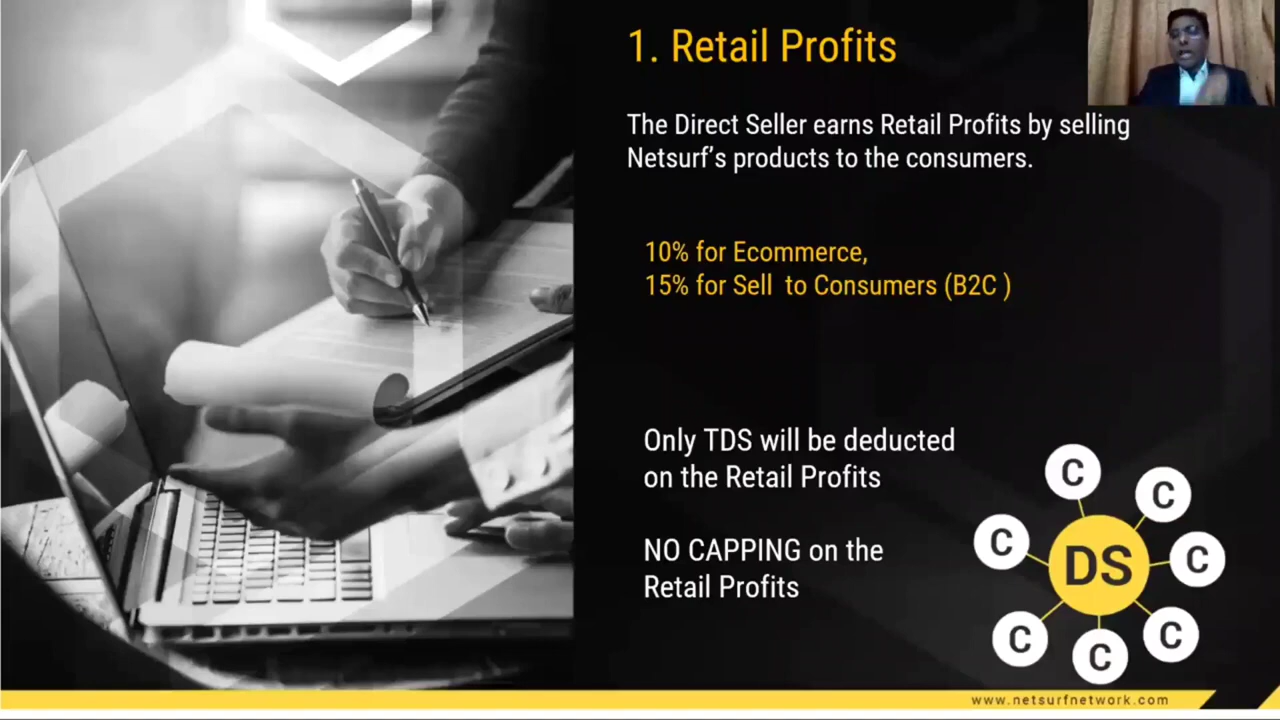 1. Retail Profits
The Direct Seller earns Retail Profits by selling
Netsurf’s products to the consumers.
10% for Ecommerce,
15% for Sell to Consumers (B2C )
Only TDS will be deducted
on the Retail Profits
NO CAPPING on the
Retail Profits
C
C
C
DS
C
C
C
C
www.netsurfnetwork.com